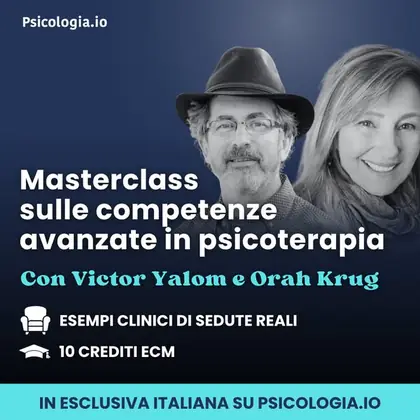 Psicologia.io
Masterclass
sulle competenze
avanzate in psicoterapia
Con Victor Yalom e Orah Krug
ESEMPI CLINICI DI SEDUTE REALI
10 CREDITI ECM
IN ESCLUSIVA ITALIANA SU PSICOLOGIA.IO